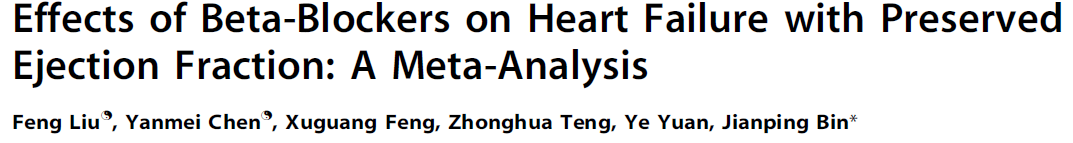 Effects of Beta-Blockers on Heart Failure with Preserved
Ejection Fraction: A Meta-Analysis
Feng Liu☯, Yanmei Chen☯, Xuguang Feng, Zhonghua Teng, Ye Yuan, Jianping Bin*